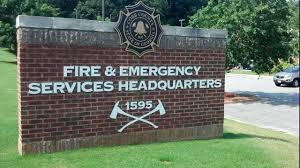 FIRE & EMERGENCY
SERVICES HEADQUARTERS
1595